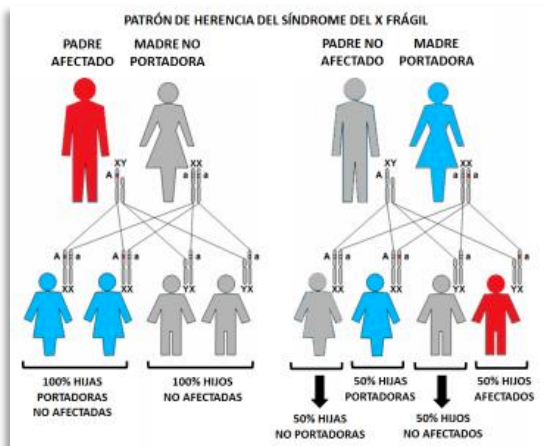 PATRÓN DE HERENCIA DEL SÍNDROME DEL X FRÁGIL
PADRE AFECTADO
MADRE NO PORTADORA
XY
XX
A
a
a
A
a
A
a
a
a
XX
XX
YX
YX
100% HIJAS
PORTADORAS
NO AFECTADAS
100% HIJOS
NO AFECTADAS
PADRE NO AFECTADO
MADRE PORTADORA
XY
XX
A
a
a
A
a
A
a
a
a
XX
XX
YX
YX
50% HIJAS
NO PORTADORAS
50% HIJAS
PORTADORAS
50% HIJOS
NO AFECTADOS
50% HIJOS
AFECTADOS